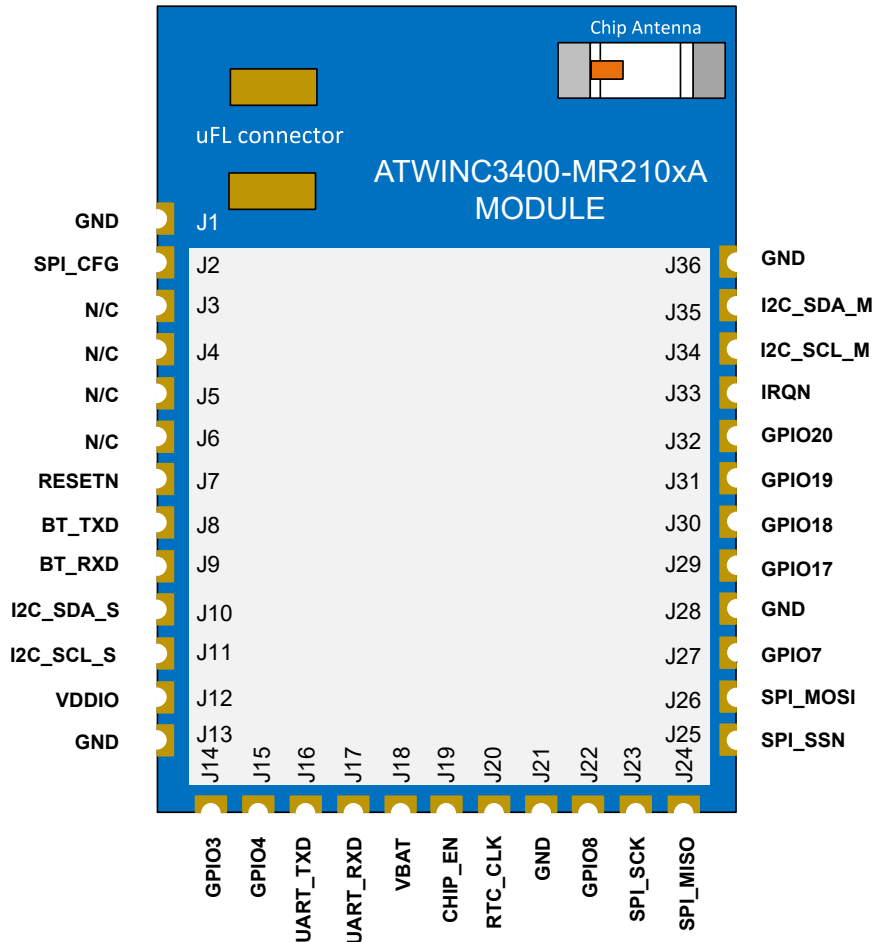 Chip Antenna
uFL connector
ATWINC3400-MR210xA
MODULE
GND J1
SPI_CFG J2
N/C J3
N/C J4
N/C J5
N/C J6
RESETN J7
BT_TXD J8
BT_RXD J9
I2C_SDA_S J10
I2C_SCL_S J11
VDDIO J12
GND J13
J14 GPIO3
J15 GPIO4
J16 UART_TXD
J17 UART_RXD
J18 VBAT
J19 CHIP_EN
J20 RTC_CLK
J21 GND
J22 GPIO8
J23 SPI_SCK
J24 SPI_MISO
J36 GND
J35 I2C_SDA_M
J34 I2C_SCL_M
J33 IRQN
J32 GPIO20
J31 GPIO19
J30 GPIO18
J29 GPIO17
J28 GND
J27 GPIO7
J26 SPI_MOSI
J25 SPI_SSN